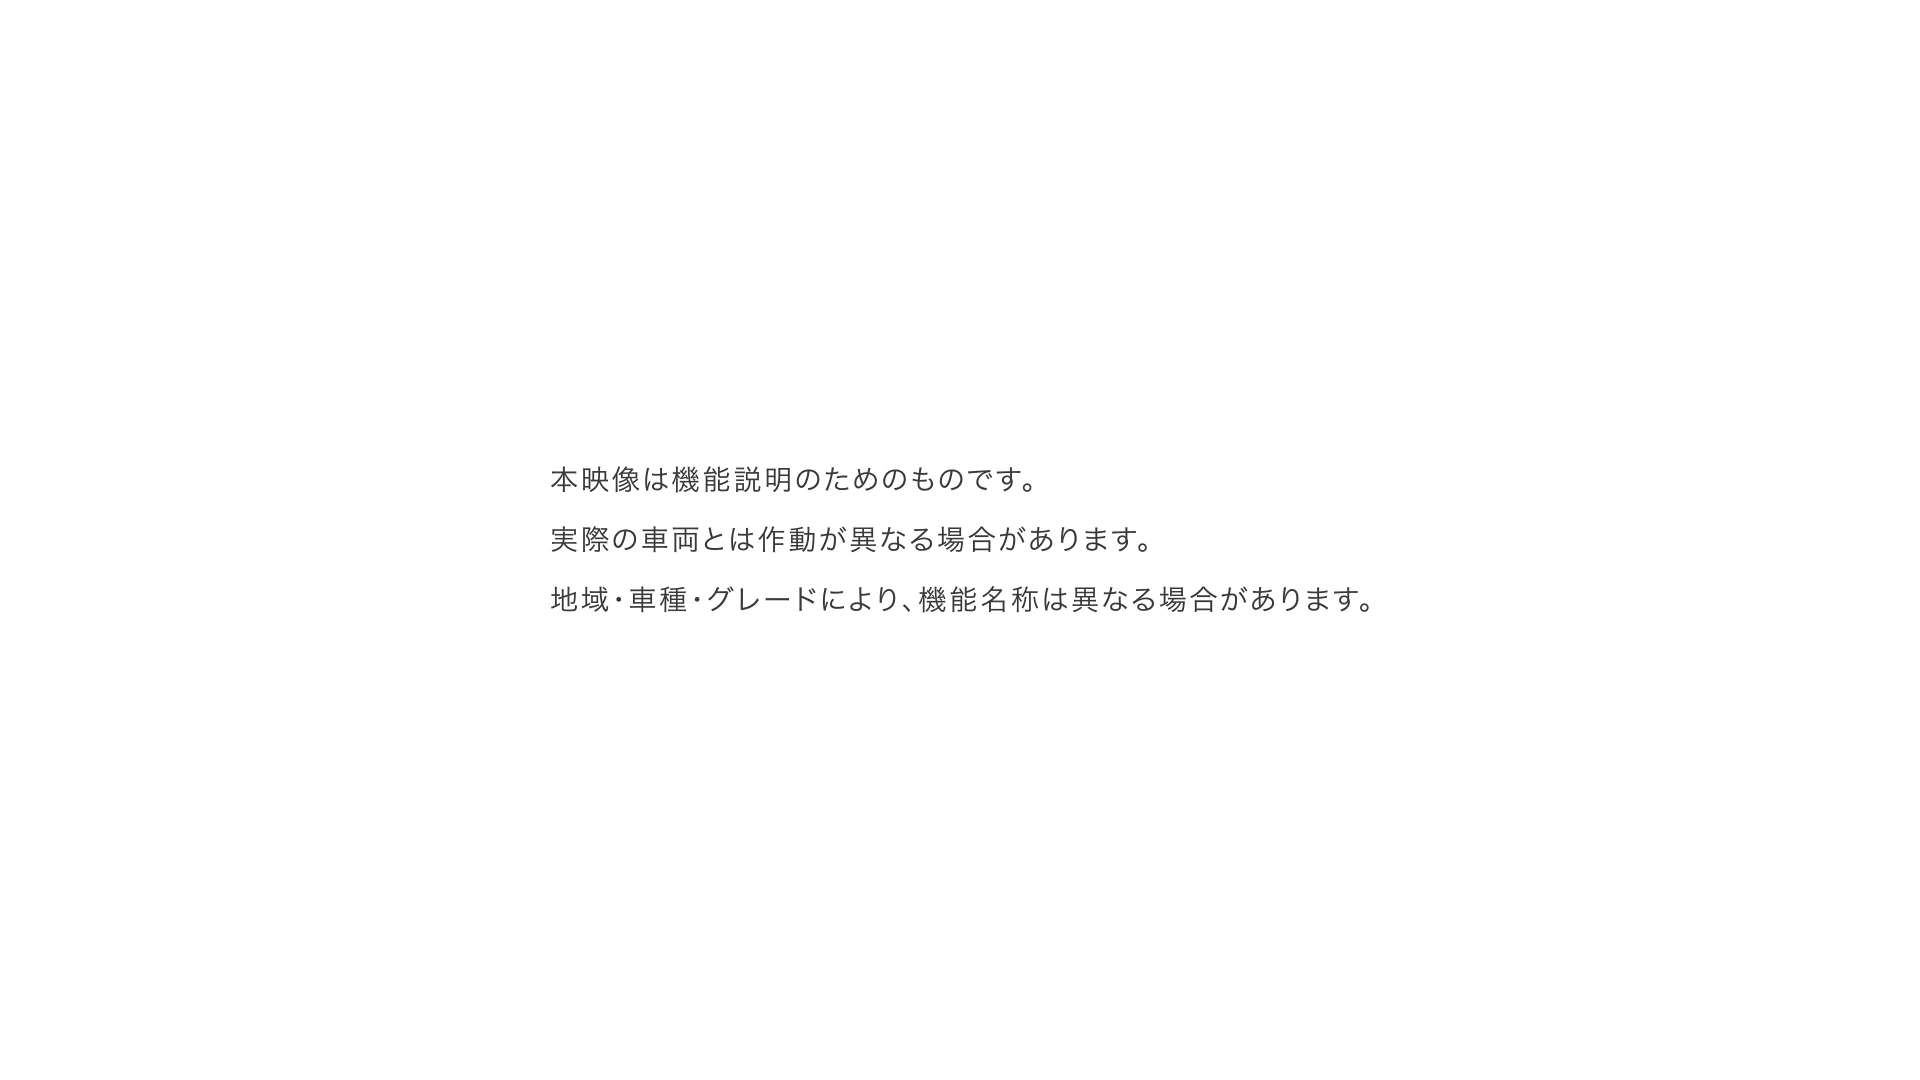 本映像は機能説明のためのものです。
実際の車両とは作動が異なる場合があります。
地域・車種・グレードにより、機能名称は異なる場合があります。